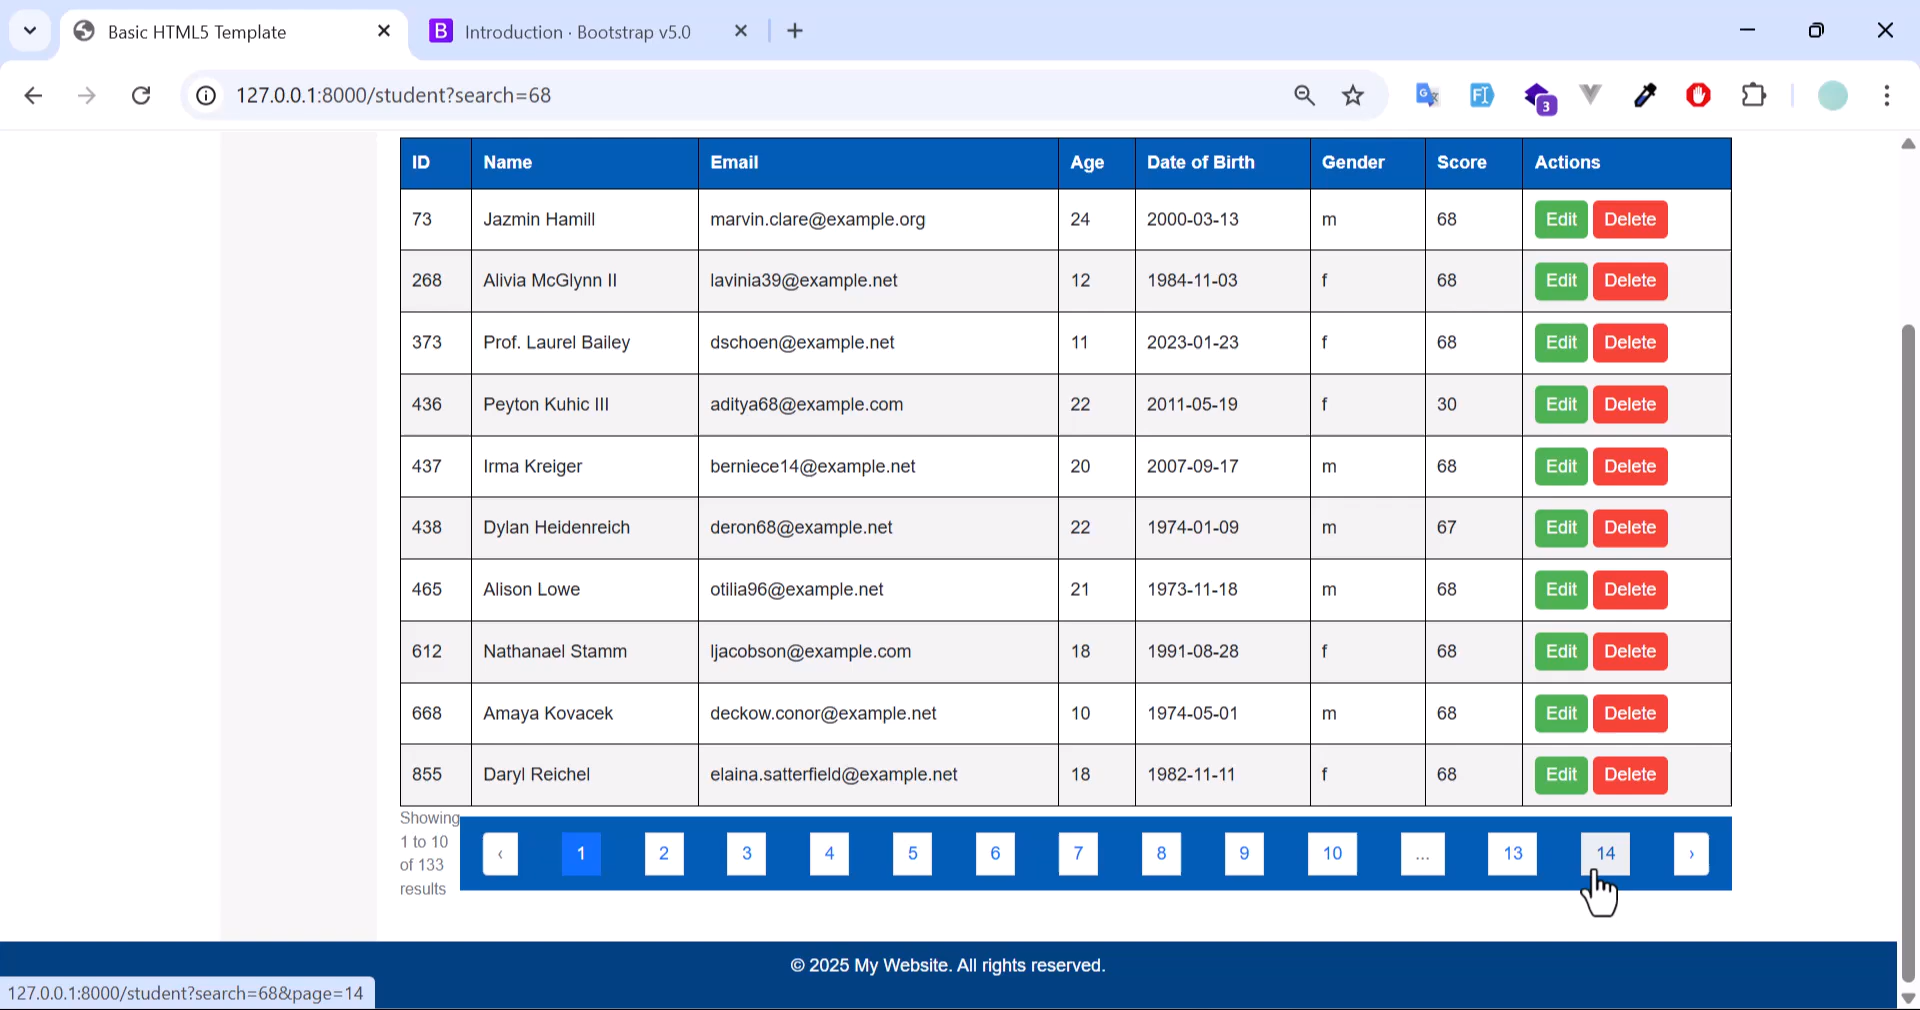 Basic HTML5 Template
Introduction · Bootstrap v5.0
127.0.0.1:8000/student?search=68
3
ID Name Email Age Date of Birth Gender Score Actions
73 Jazmin Hamill marvin.clare@example.org 24 2000-03-13 m 68 Edit Delete
268 Alivia McGlynn II lavinia39@example.net 12 1984-11-03 f 68 Edit Delete
373 Prof. Laurel Bailey dschoen@example.net 11 2023-01-23 f 68 Edit Delete
436 Peyton Kuhic III aditya68@example.com 22 2011-05-19 f 30 Edit Delete
437 Irma Kreiger berniece14@example.net 20 2007-09-17 m 68 Edit Delete
438 Dylan Heidenreich deron68@example.net 22 1974-01-09 m 67 Edit Delete
465 Alison Lowe otilia96@example.net 21 1973-11-18 m 68 Edit Delete
612 Nathanael Stamm ljacobson@example.com 18 1991-08-28 f 68 Edit Delete
668 Amaya Kovacek deckow.conor@example.net 10 1974-05-01 m 68 Edit Delete
855 Daryl Reichel elaina.satterfield@example.net 18 1982-11-11 f 68 Edit Delete
Showing
1 to 10
of 133
results
‹ 1 2 3 4 5 6 7 8 9 10 ... 13 14 ›
© 2025 My Website. All rights reserved.
127.0.0.1:8000/student?search=68&page=14